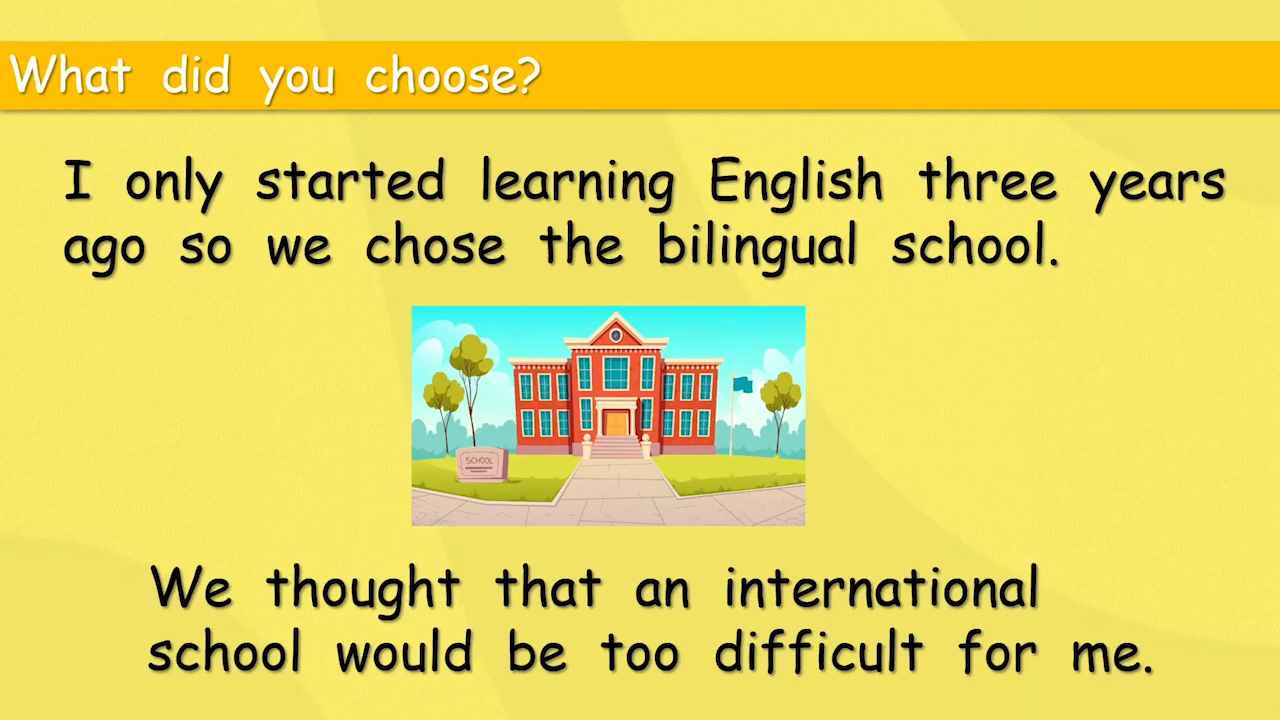 What did you choose?
I only started learning English three years
ago so we chose the bilingual school.
SCHOOL
We thought that an international
school would be too difficult for me.